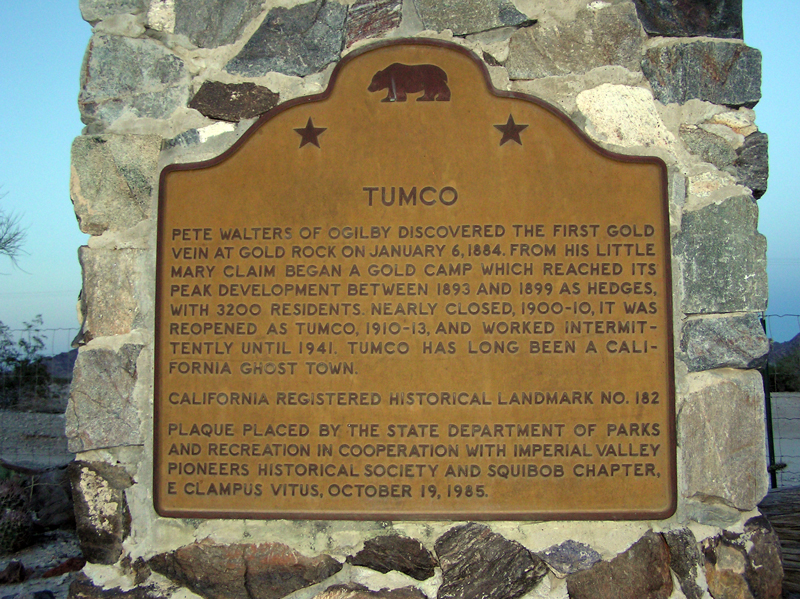 TUMCO
PETE WALTERS OF OGILBY DISCOVERED THE FIRST GOLD
VEIN AT GOLD ROCK ON JANUARY 6, 1884. FROM HIS LITTLE
MARY CLAIM BEGAN A GOLD CAMP WHICH REACHED ITS
PEAK DEVELOPMENT BETWEEN 1893 AND 1899 AS HEDGES,
WITH 3200 RESIDENTS. NEARLY CLOSED, 1900-10, IT WAS
REOPENED AS TUMCO, 1910-13, AND WORKED INTERMIT-
TENTLY UNTIL 1941. TUMCO HAS LONG BEEN A CALI-
FORNIA GHOST TOWN.
CALIFORNIA REGISTERED HISTORICAL LANDMARK NO. 182
PLAQUE PLACED BY THE STATE DEPARTMENT OF PARKS
AND RECREATION IN COOPERATION WITH IMPERIAL VALLEY
PIONEERS HISTORICAL SOCIETY AND SQUIBOB CHAPTER,
E CLAMPUS VITUS, OCTOBER 19, 1985.